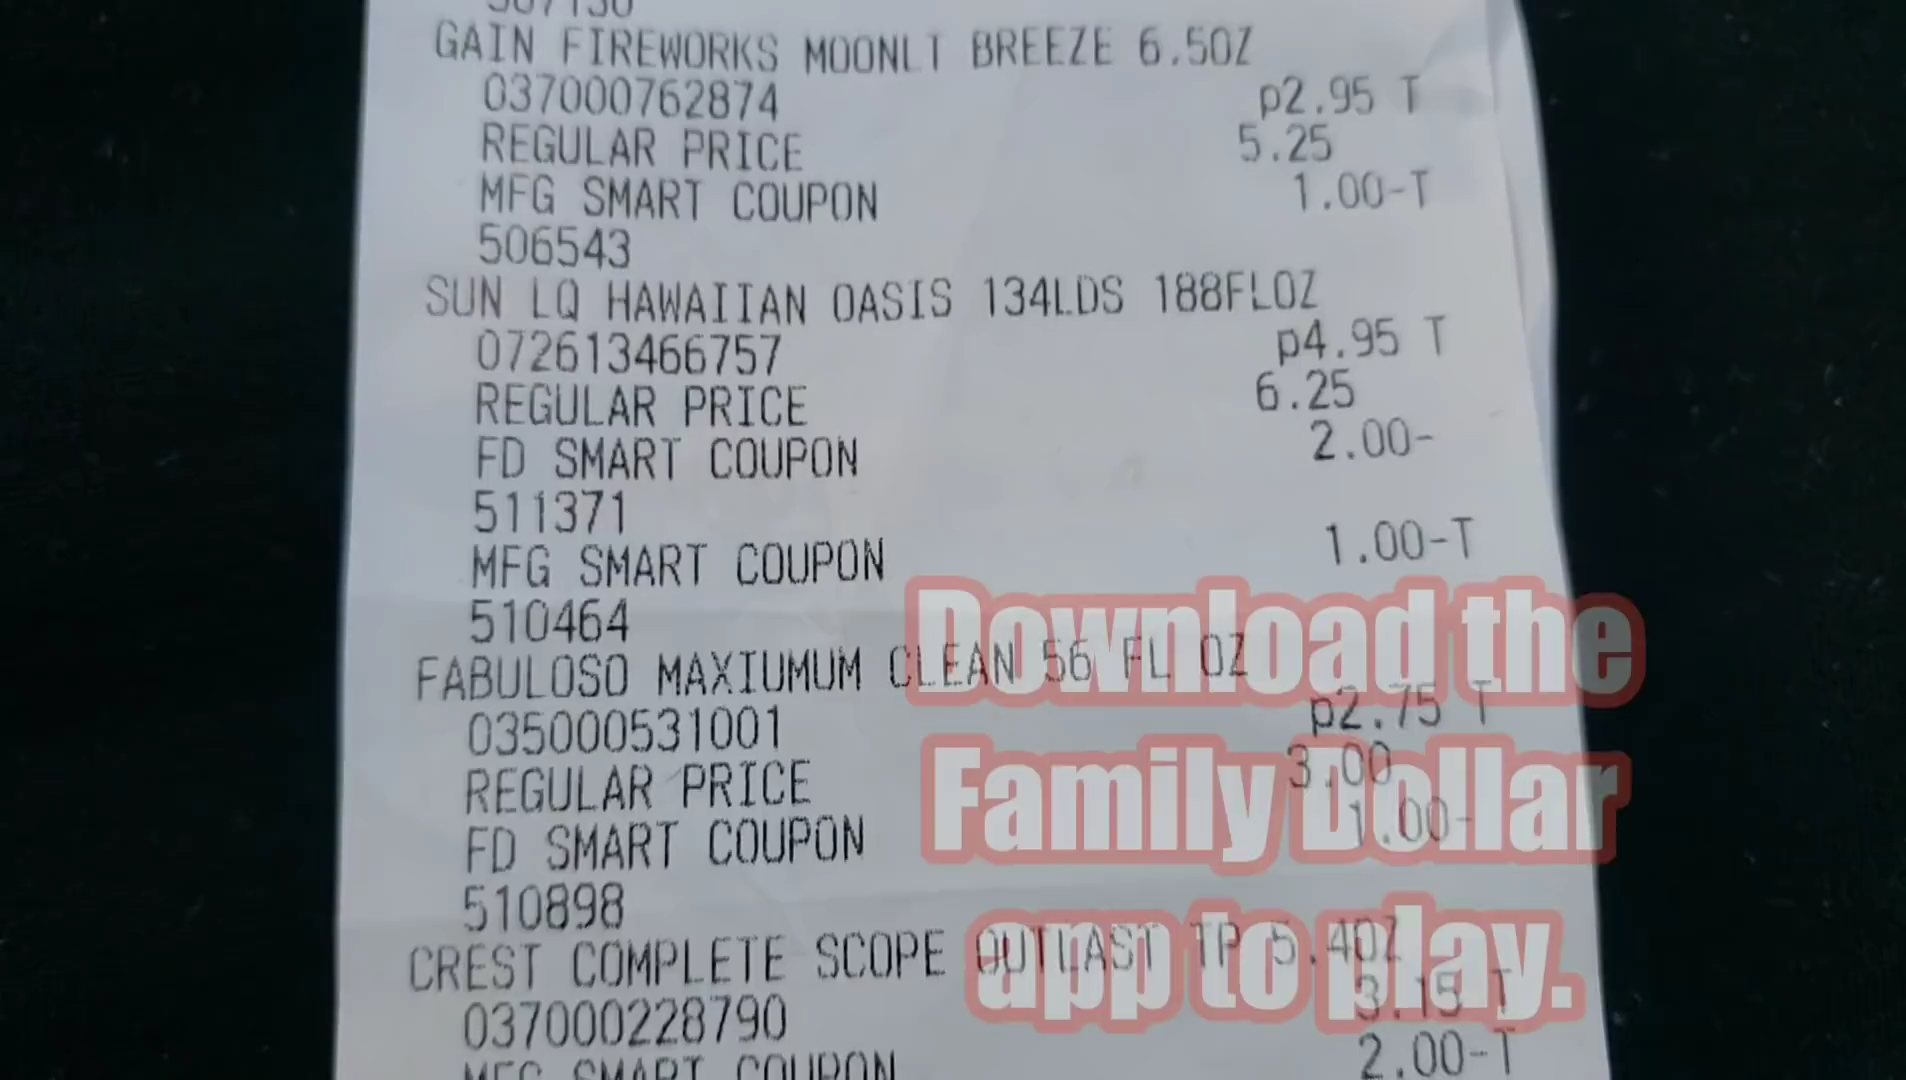 GAIN FIREWORKS MOONLT BREEZE 6.5OZ
037000762874 p2.95 T
REGULAR PRICE 5.25
MFG SMART COUPON 1.00-T
506543
SUN LQ HAWAIIAN OASIS 134LDS 188FLOZ
072613466757 p4.95 T
REGULAR PRICE 6.25
FD SMART COUPON 2.00-
511371
MFG SMART COUPON 1.00-T
510464
FABULOSO MAXIUMUM CLEAN 56 FL OZ
035000531001 p2.75 T
REGULAR PRICE 3.00
FD SMART COUPON 1.00-
510898
CREST COMPLETE SCOPE OUTLAST TP 5.4OZ
037000228790 3.15 T
MFG SMART COUPON 2.00-T
Download the
Family Dollar
app to play.